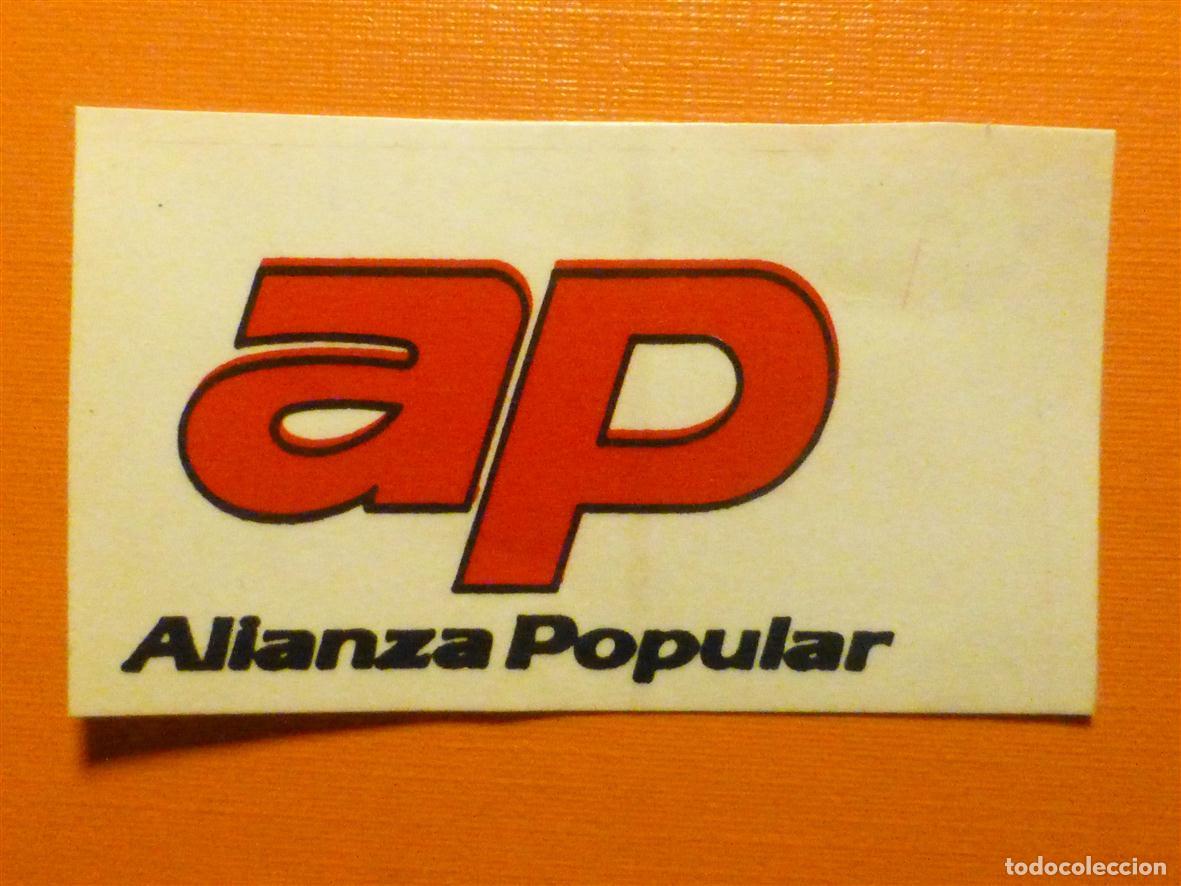 ap
Alianza Popular
todocoleccion